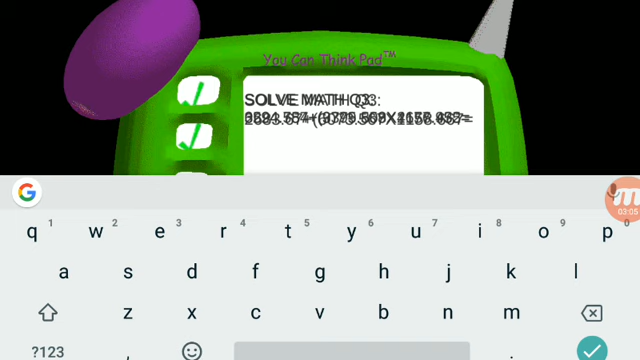 You Can Think Pad™
SOLVE MATH Q3:
G
03:05
q 1 w 2 e 3 r 4 t 5 y 6 u 7 i 8 o 9 p 0
a s d f g h j k l
z x c v b n m
?123 , .